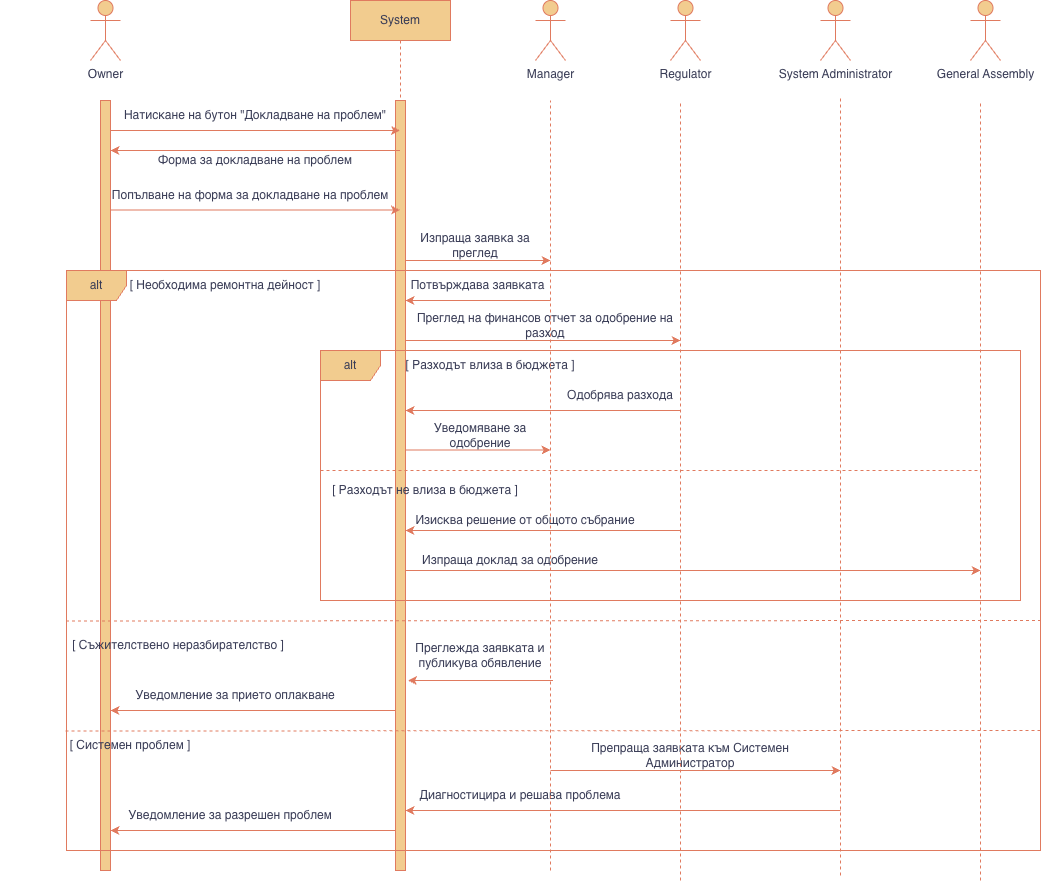 System
Owner
Manager
Regulator
System Administrator
General Assembly
Натискане на бутон "Докладване на проблем"
Форма за докладване на проблем
Попълване на форма за докладване на проблем
Изпраща заявка за
преглед
alt
[ Необходима ремонтна дейност ]
Потвърждава заявката
Преглед на финансов отчет за одобрение на
разход
alt
[ Разходът влиза в бюджета ]
Одобрява разхода
Уведомяване за
одобрение
[ Разходът не влиза в бюджета ]
Изисква решение от общото събрание
Изпраща доклад за одобрение
[ Съжителствено неразбирателство ]
Преглежда заявката и
публикува обявление
Уведомление за прието оплакване
[ Системен проблем ]
Препраща заявката към Системен
Администратор
Диагностицира и решава проблема
Уведомление за разрешен проблем